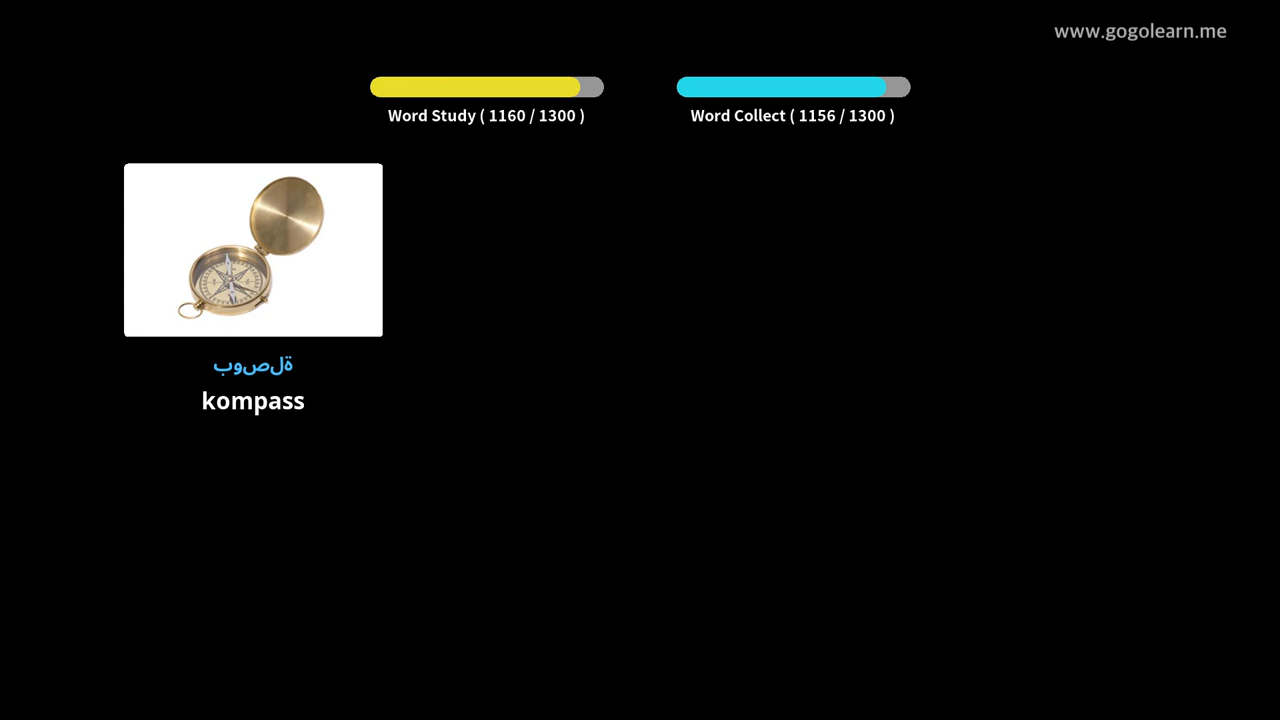 www.gogolearn.me
Word Study ( 1160 / 1300 )
Word Collect ( 1156 / 1300 )
بوصلة
kompass